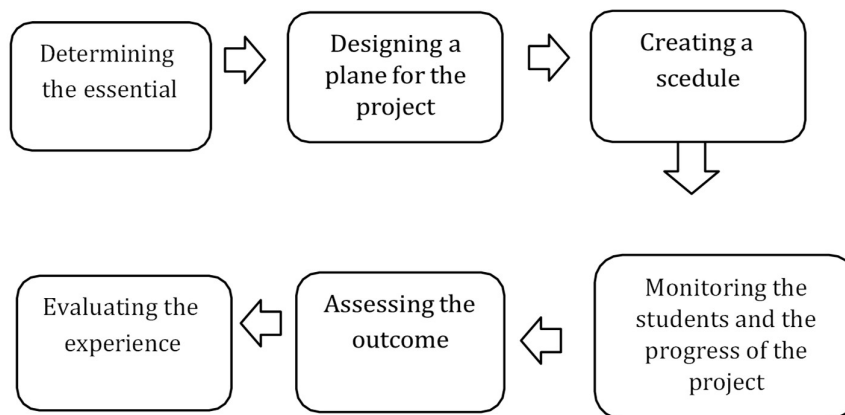 Determining
the essential
Designing a
plane for the
project
Creating a
scedule
Monitoring the
students and the
progress of the
project
Assessing the
outcome
Evaluating the
experience